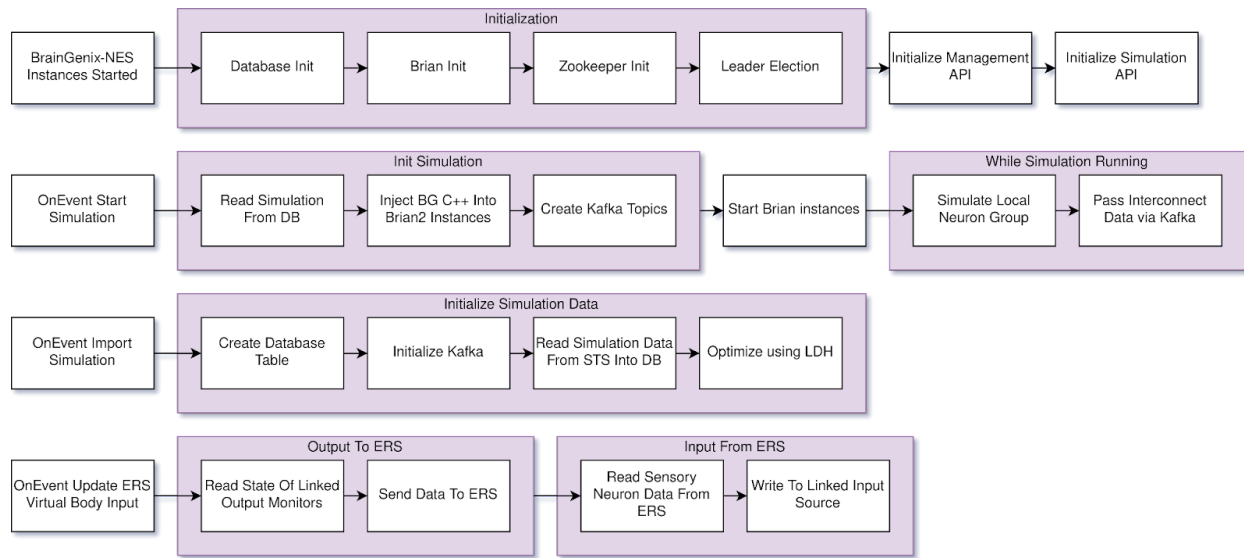 Initialization
BrainGenix-NES
Instances Started
Database Init
Brian Init
Zookeeper Init
Leader Election
Initialize Management
API
Initialize Simulation
API
Init Simulation
While Simulation Running
OnEvent Start
Simulation
Read Simulation
From DB
Inject BG C++ Into
Brian2 Instances
Create Kafka Topics
Start Brian instances
Simulate Local
Neuron Group
Pass Interconnect
Data via Kafka
Initialize Simulation Data
OnEvent Import
Simulation
Create Database
Table
Initialize Kafka
Read Simulation Data
From STS Into DB
Optimize using LDH
Output To ERS
Input From ERS
OnEvent Update ERS
Virtual Body Input
Read State Of Linked
Output Monitors
Send Data To ERS
Read Sensory
Neuron Data From
ERS
Write To Linked Input
Source